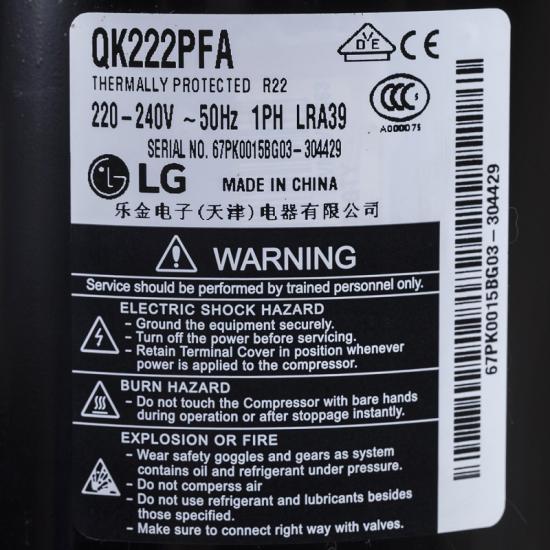 QK222PFA
THERMALLY PROTECTED R22
220-240V ~50Hz 1PH LRA39
SERIAL NO. 67PK0015BG03-304429
LG MADE IN CHINA
乐金电子(天津)电器有限公司
DVE CE
CCC
A000075
WARNING
Service should be performed by trained personnel only.
ELECTRIC SHOCK HAZARD
- Ground the equipment securely.
- Turn off the power before servicing.
- Retain Terminal Cover in position whenever
power is applied to the compressor.
BURN HAZARD
- Do not touch the Compressor with bare hands
during operation or after stoppage instantly.
EXPLOSION OR FIRE
- Wear safety goggles and gears as system
contains oil and refrigerant under pressure.
- Do not comperss air
- Do not use refrigerant and lubricants besides
those specified.
- Make sure to connect right way with valves.
67PK0015BG03-304429